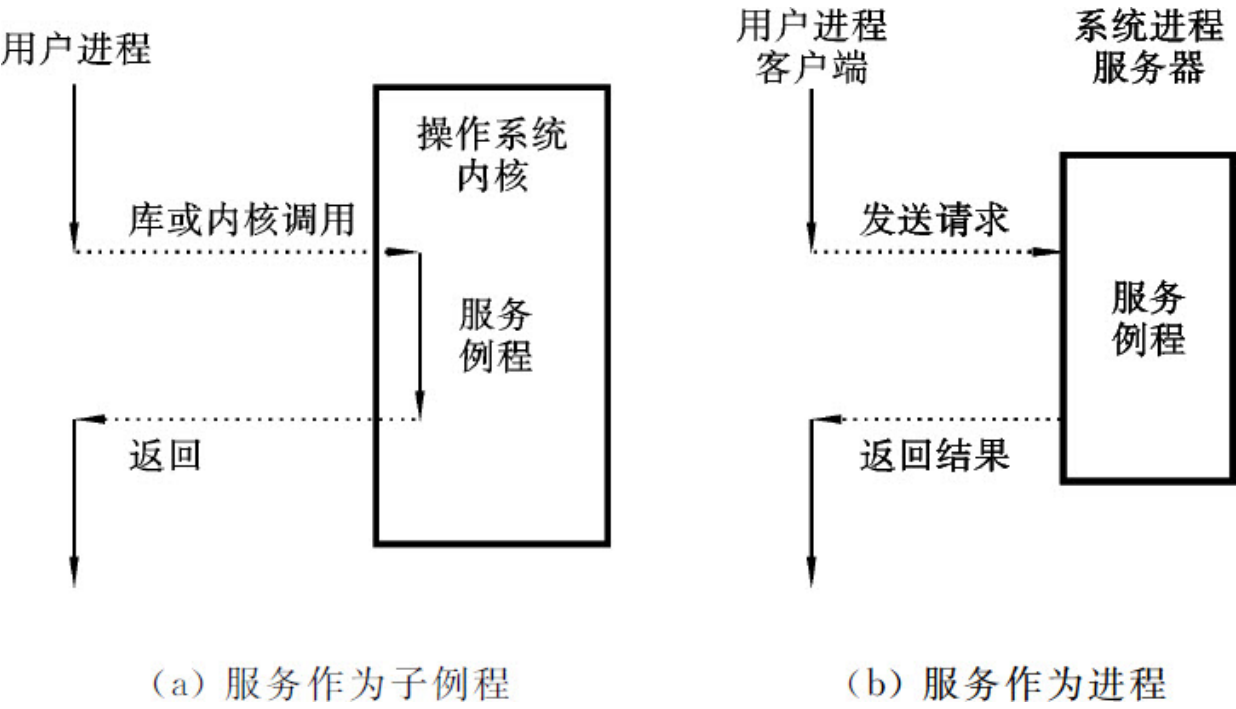 用户进程
操作系统
内核
库或内核调用
服务
例程
返回
(a) 服务作为子例程
用户进程
客户端
系统进程
服务器
发送请求
服务
例程
返回结果
(b) 服务作为进程